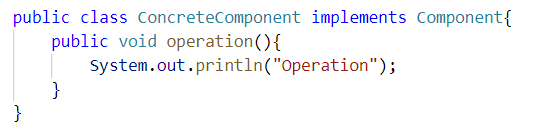 public class ConcreteComponent implements Component{
    public void operation(){
        System.out.println("Operation");
    }
}